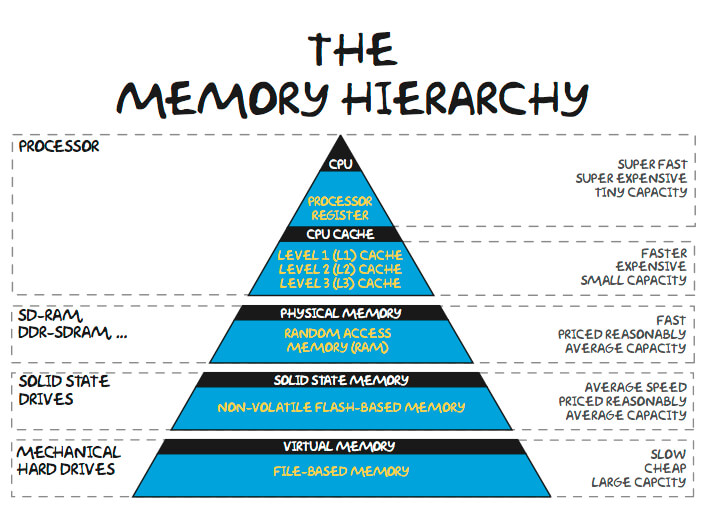 THE
MEMORY HIERARCHY
PROCESSOR
CPU
PROCESSOR
REGISTER
SUPER FAST
SUPER EXPENSIVE
TINY CAPACITY
CPU CACHE
LEVEL 1 (L1) CACHE
LEVEL 2 (L2) CACHE
LEVEL 3 (L3) CACHE
FASTER
EXPENSIVE
SMALL CAPACITY
SD-RAM,
DDR-SDRAM, ...
PHYSICAL MEMORY
RANDOM ACCESS
MEMORY (RAM)
FAST
PRICED REASONABLY
AVERAGE CAPACITY
SOLID STATE
DRIVES
SOLID STATE MEMORY
NON-VOLATILE FLASH-BASED MEMORY
AVERAGE SPEED
PRICED REASONABLY
AVERAGE CAPACITY
MECHANICAL
HARD DRIVES
VIRTUAL MEMORY
FILE-BASED MEMORY
SLOW
CHEAP
LARGE CAPCITY